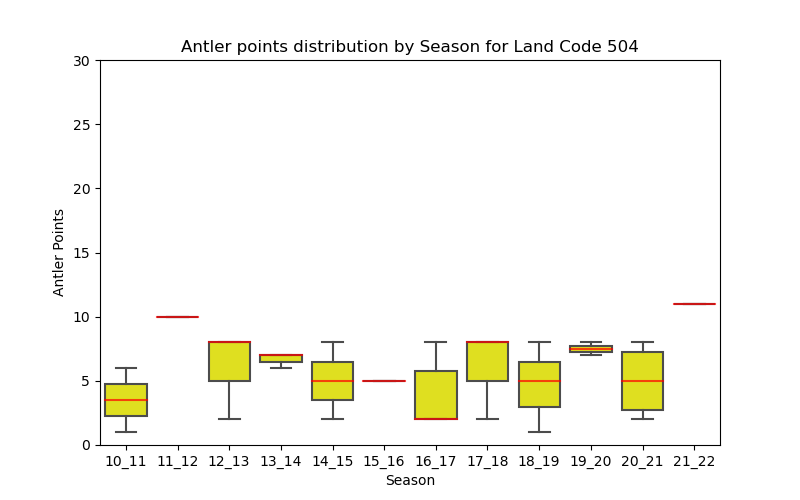 Antler points distribution by Season for Land Code 504
30
25
20
15
10
5
0
Antler Points
10_11 11_12 12_13 13_14 14_15 15_16 16_17 17_18 18_19 19_20 20_21 21_22
Season